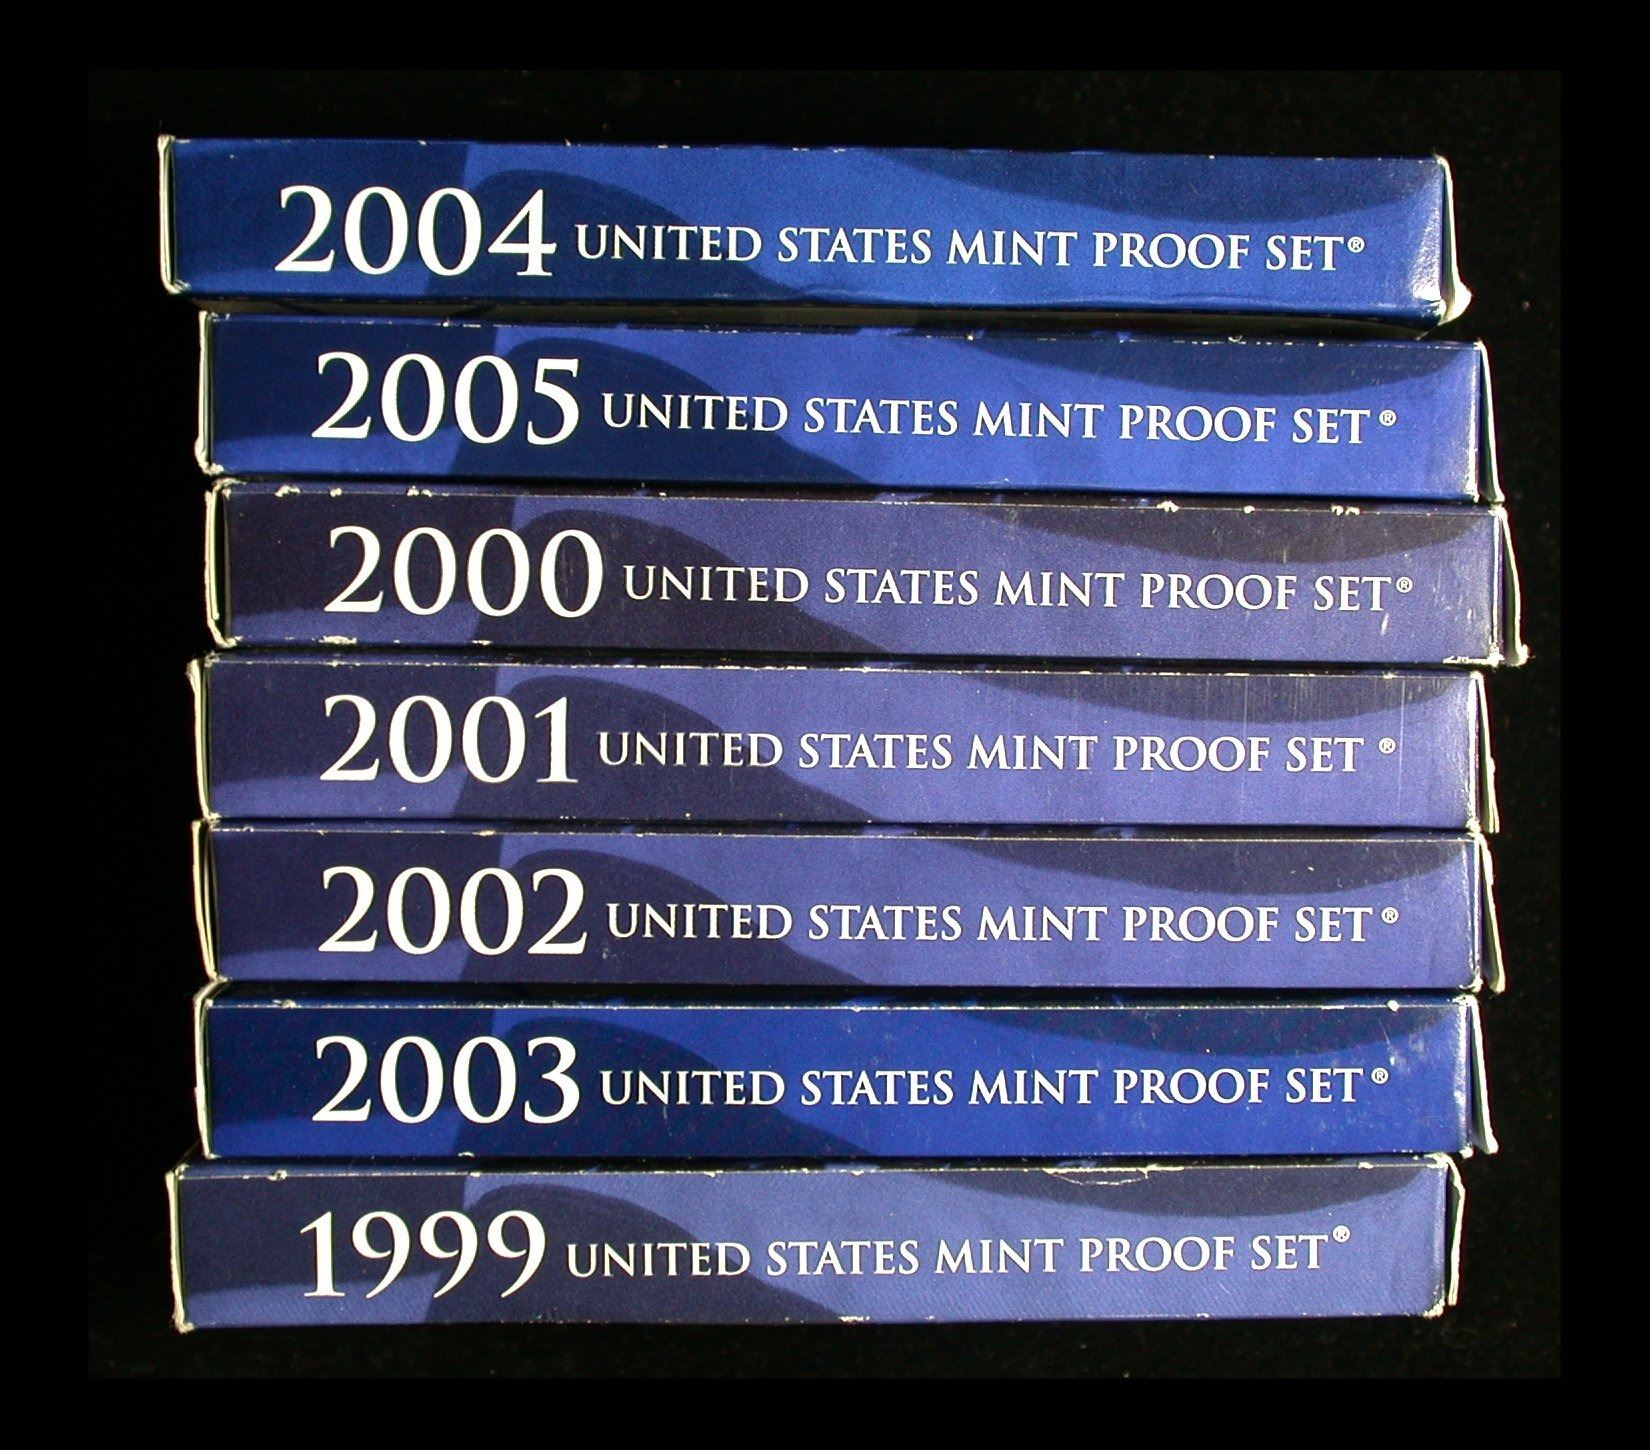 2004 UNITED STATES MINT PROOF SET®
2005 UNITED STATES MINT PROOF SET®
2000 UNITED STATES MINT PROOF SET®
2001 UNITED STATES MINT PROOF SET®
2002 UNITED STATES MINT PROOF SET®
2003 UNITED STATES MINT PROOF SET®
1999 UNITED STATES MINT PROOF SET®